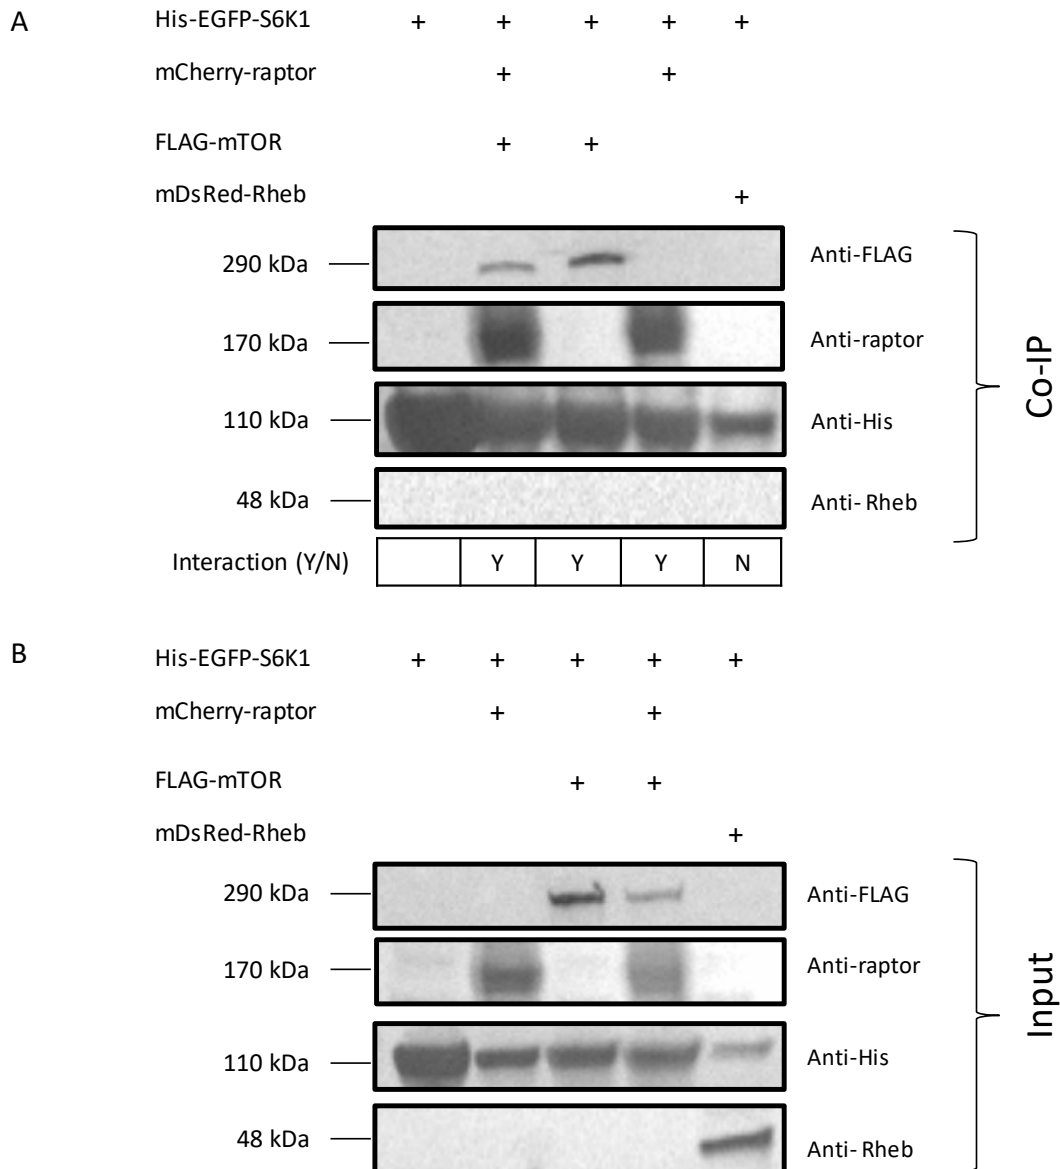 A
His-EGFP-S6K1 + + + + +
mCherry-raptor + +
FLAG-mTOR + +
mDsRed-Rheb +
290 kDa Anti-FLAG
170 kDa Anti-raptor
110 kDa Anti-His
48 kDa Anti-Rheb
Co-IP
Interaction (Y/N) Y Y Y N
B
His-EGFP-S6K1 + + + + +
mCherry-raptor + +
FLAG-mTOR + +
mDsRed-Rheb +
290 kDa Anti-FLAG
170 kDa Anti-raptor
110 kDa Anti-His
48 kDa Anti-Rheb
Input